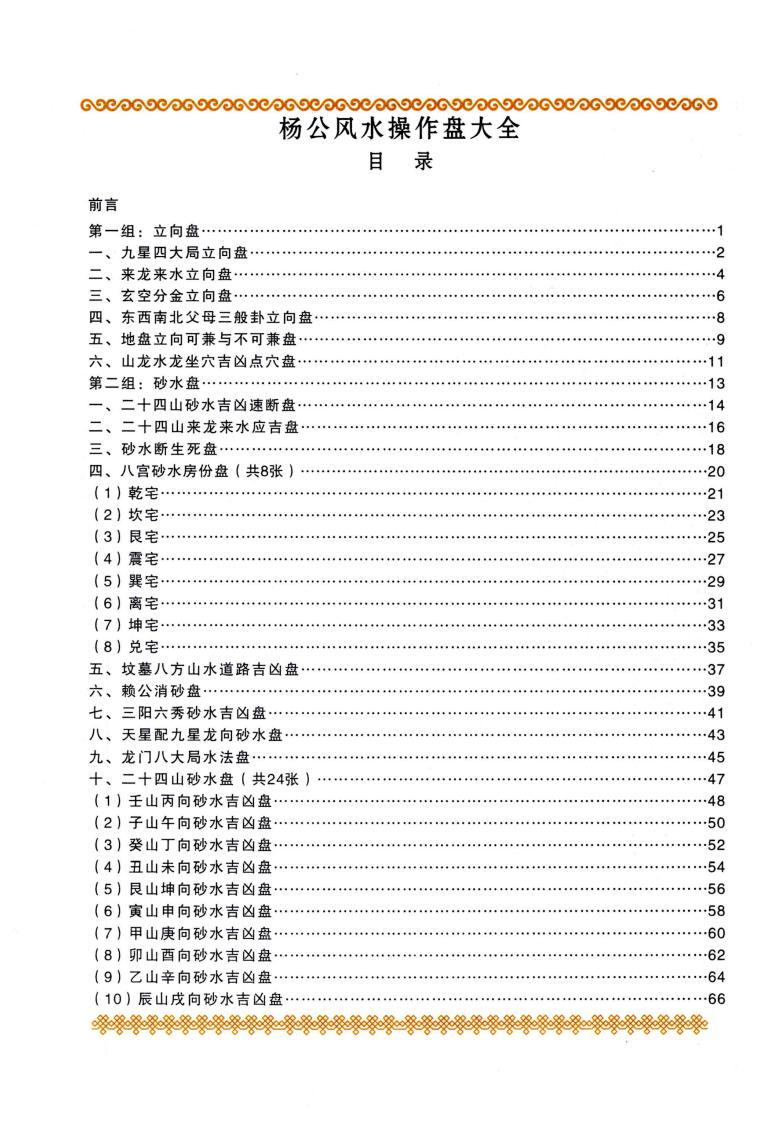 杨公风水操作盘大全
目 录
前言
第一组：立向盘……1
一、九星四大局立向盘……2
二、来龙来水立向盘……4
三、玄空分金立向盘……6
四、东西南北父母三般卦立向盘……8
五、地盘立向可兼与不可兼盘……9
六、山龙水龙坐穴吉凶点穴盘……11
第二组：砂水盘……13
一、二十四山砂水吉凶速断盘……14
二、二十四山来龙来水应吉盘……16
三、砂水断生死盘……18
四、八宫砂水房份盘（共8张）……20
（1）乾宅……21
（2）坎宅……23
（3）艮宅……25
（4）震宅……27
（5）巽宅……29
（6）离宅……31
（7）坤宅……33
（8）兑宅……35
五、坟墓八方山水道路吉凶盘……37
六、赖公消砂盘……39
七、三阳六秀砂水吉凶盘……41
八、天星配九星龙向砂水盘……43
九、龙门八大局水法盘……45
十、二十四山砂水盘（共24张）……47
（1）壬山丙向砂水吉凶盘……48
（2）子山午向砂水吉凶盘……50
（3）癸山丁向砂水吉凶盘……52
（4）丑山未向砂水吉凶盘……54
（5）艮山坤向砂水吉凶盘……56
（6）寅山申向砂水吉凶盘……58
（7）甲山庚向砂水吉凶盘……60
（8）卯山酉向砂水吉凶盘……62
（9）乙山辛向砂水吉凶盘……64
（10）辰山戌向砂水吉凶盘……66